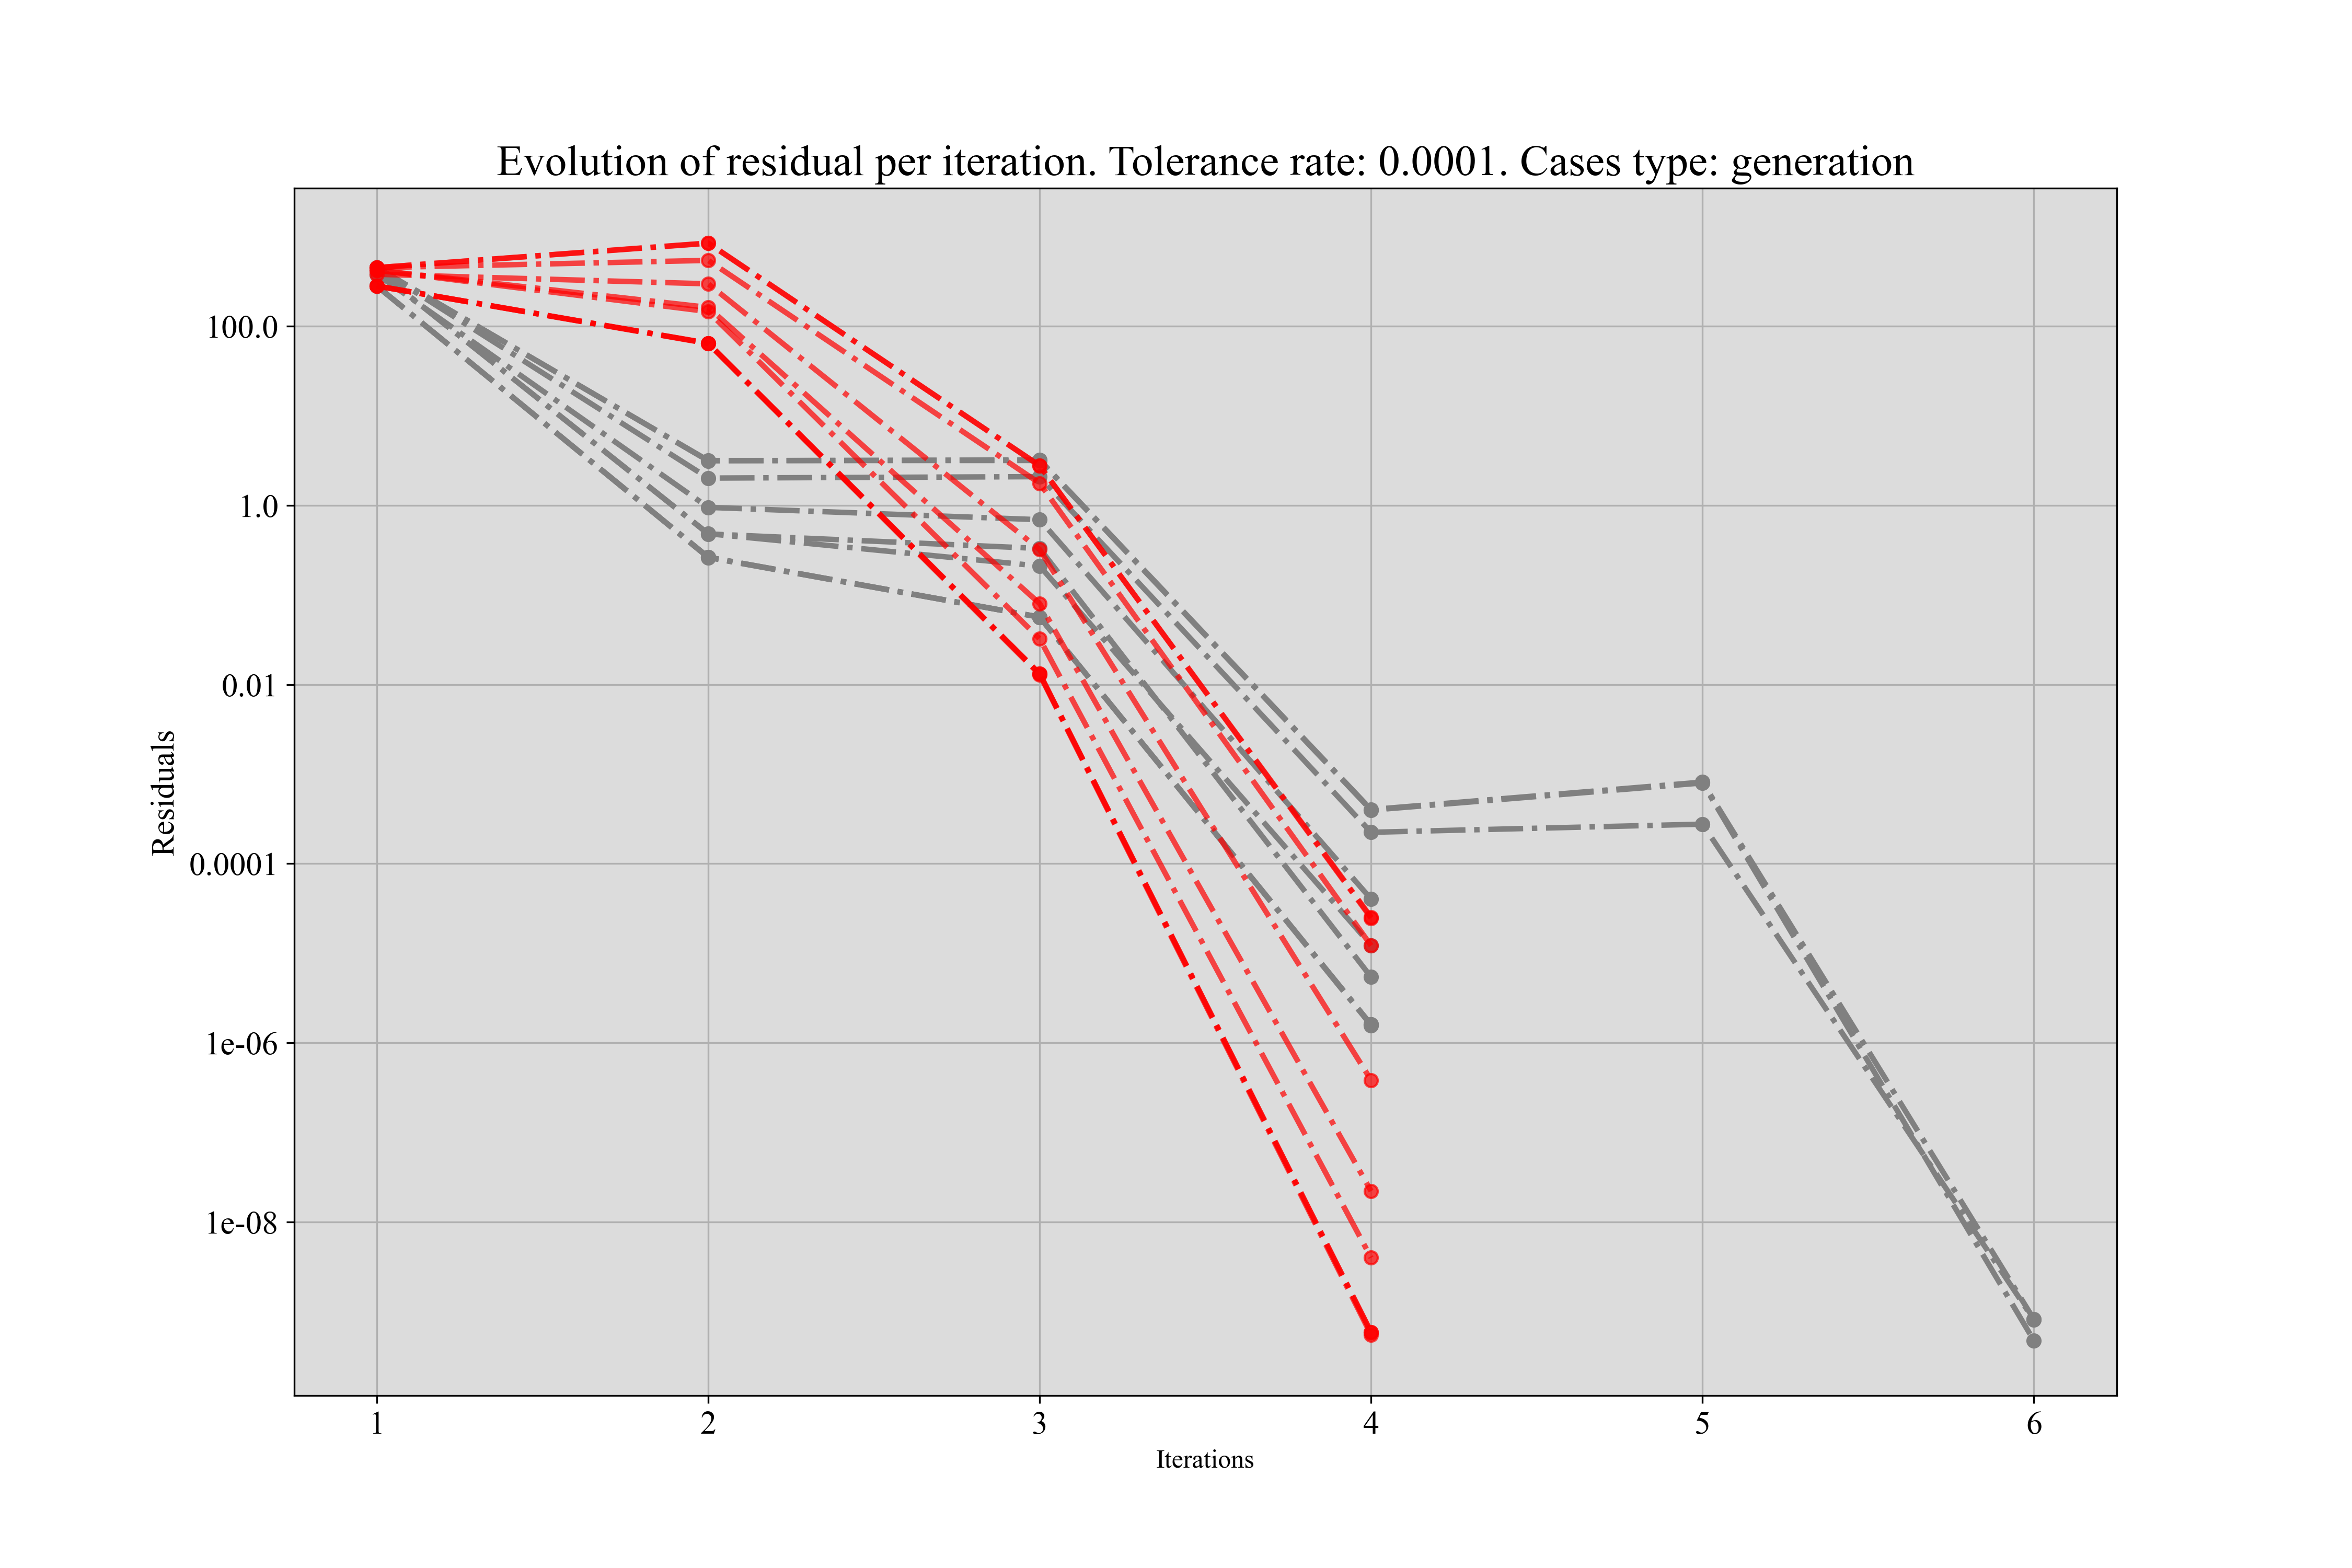 Evolution of residual per iteration. Tolerance rate: 0.0001. Cases type: generation
100.0
1.0
0.01
0.0001
1e-06
1e-08
Residuals
1 2 3 4 5 6
Iterations